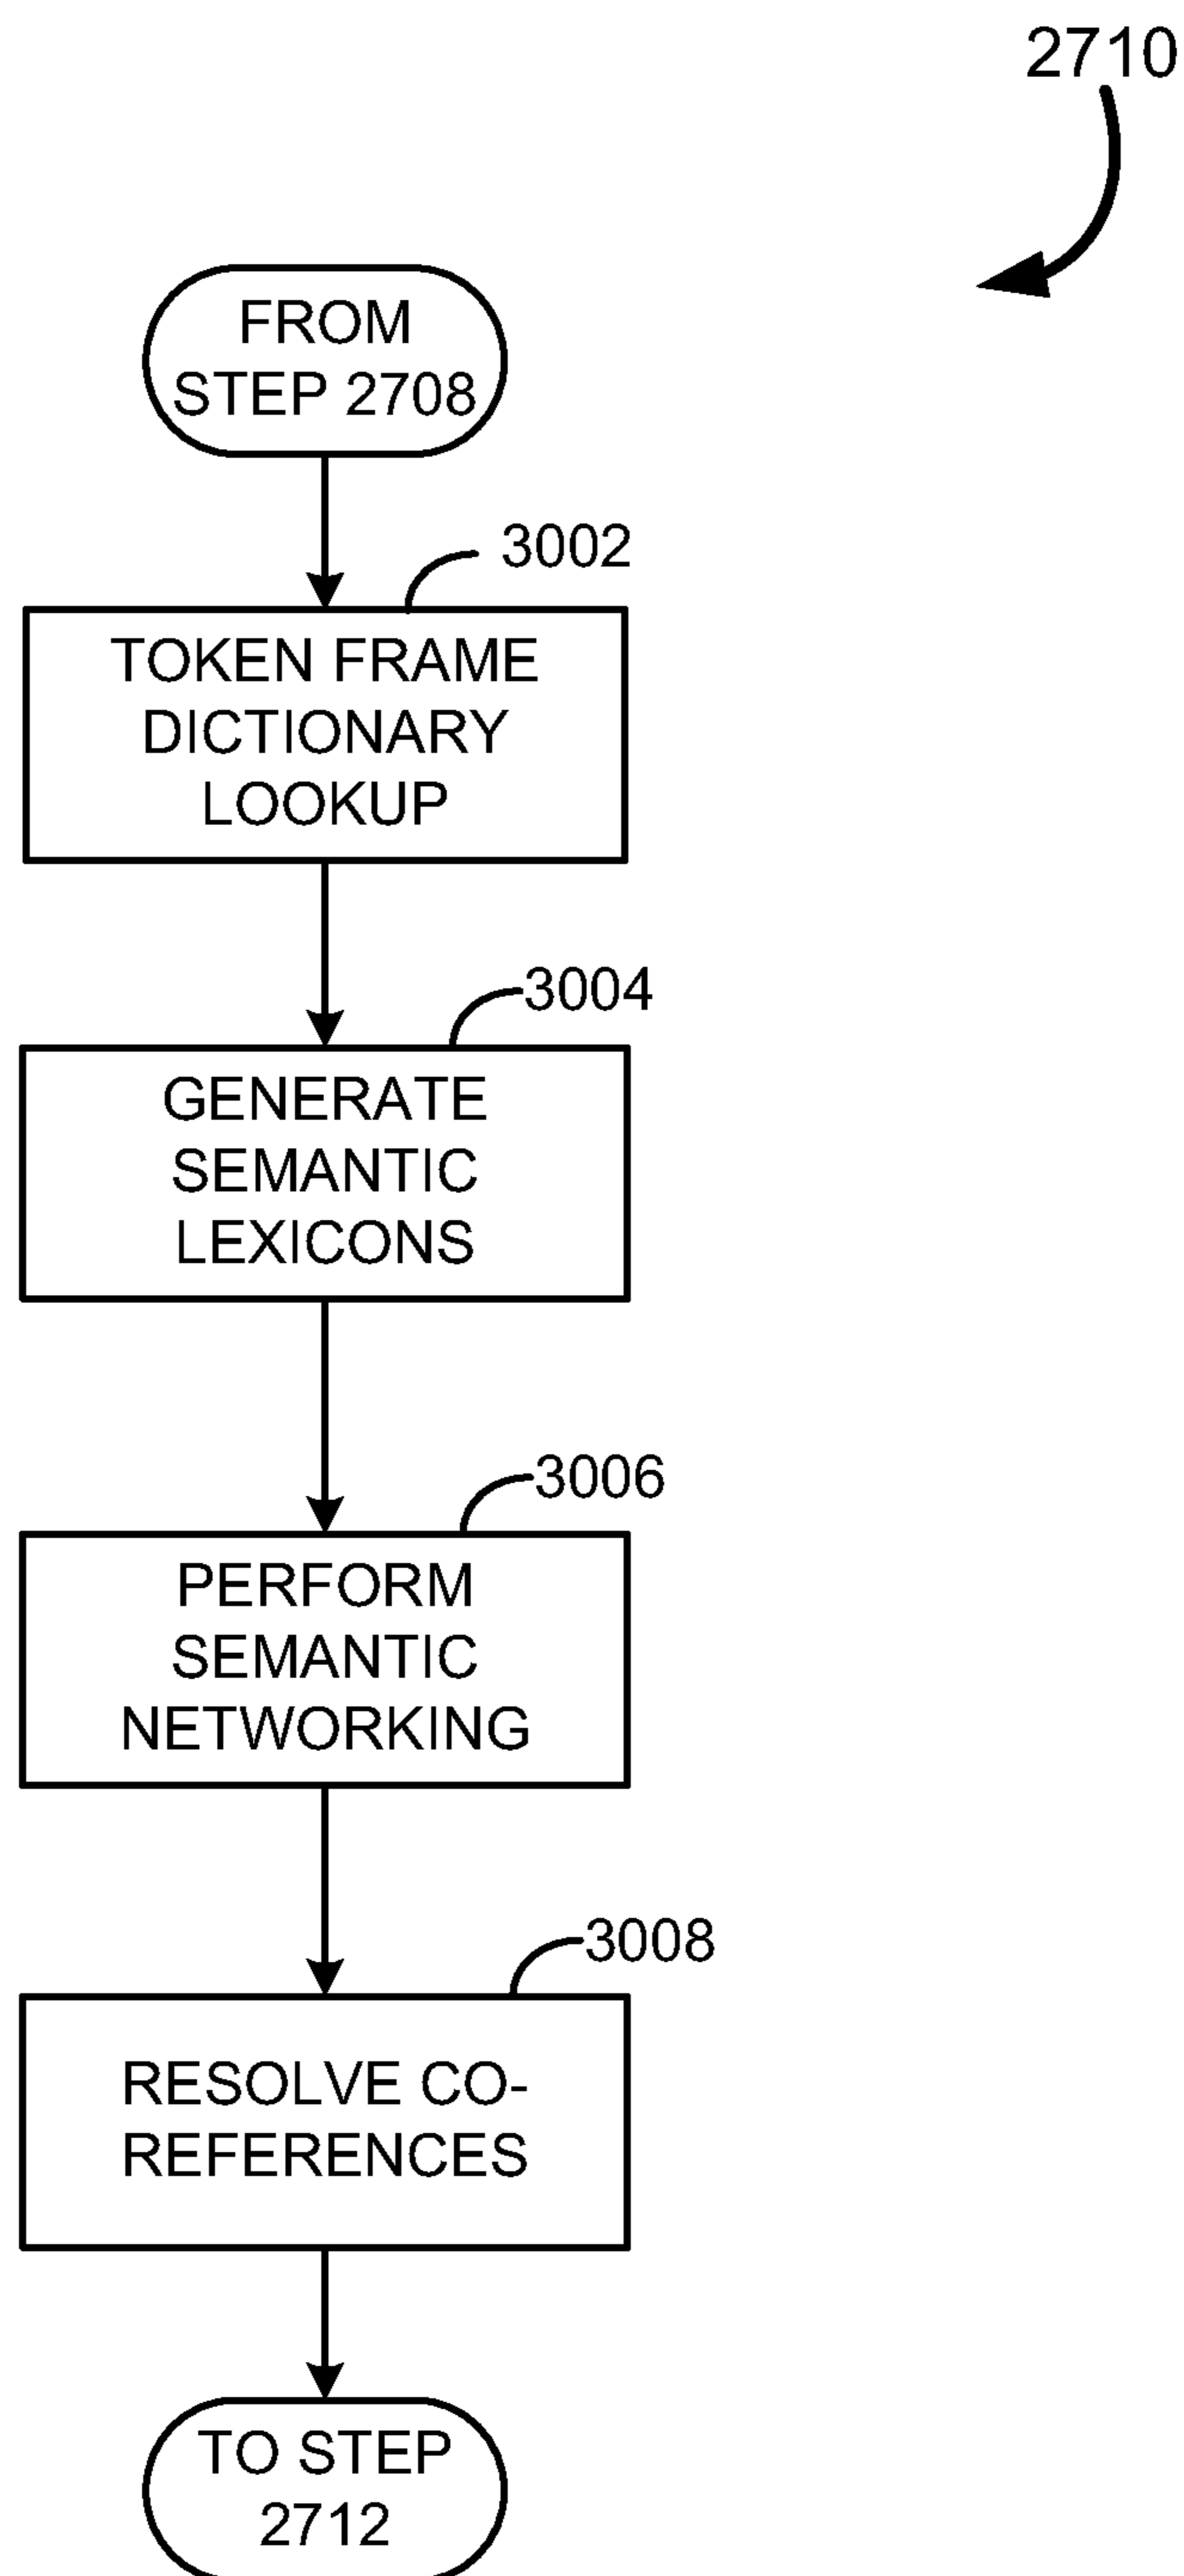 2710
FROM
STEP 2708
3002
TOKEN FRAME
DICTIONARY
LOOKUP
3004
GENERATE
SEMANTIC
LEXICONS
3006
PERFORM
SEMANTIC
NETWORKING
3008
RESOLVE CO-
REFERENCES
TO STEP
2712